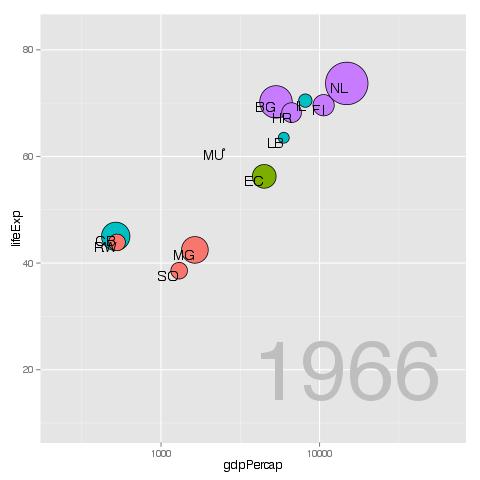 80
60
40
20
lifeExp
NL
BG
IL
FI
HR
LB
MU
EC
RW
MG
SO
1966
1000
10000
gdpPercap